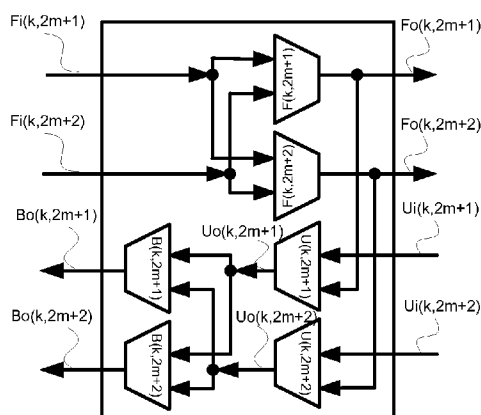 Fi(k,2m+1)
Fo(k,2m+1)
F(k,2m+1)
Fi(k,2m+2)
Fo(k,2m+2)
F(k,2m+2)
Bo(k,2m+1)
Uo(k,2m+1)
Ui(k,2m+1)
B(k,2m+1)
U(k,2m+1)
Bo(k,2m+2)
Uo(k,2m+2)
Ui(k,2m+2)
B(k,2m+2)
U(k,2m+2)